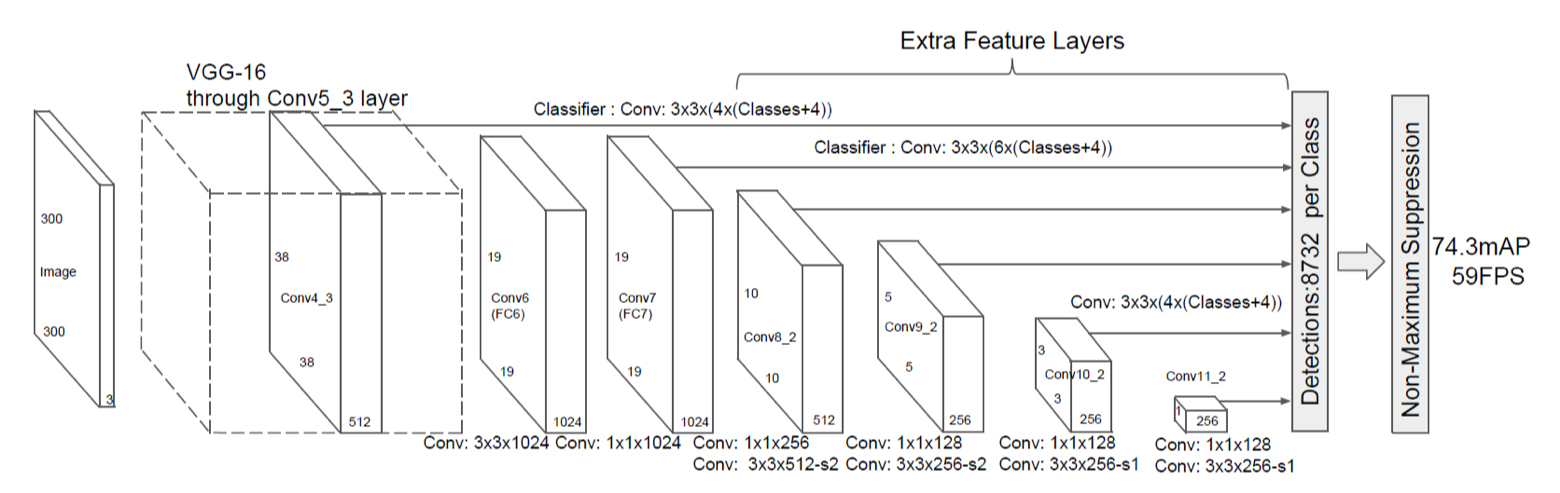 Extra Feature Layers
VGG-16
through Conv5_3 layer
Classifier : Conv: 3x3x(4x(Classes+4))
Classifier : Conv: 3x3x(6x(Classes+4))
300
Image
300
3
38
Conv4_3
38
512
19
Conv6
(FC6)
19
1024
19
Conv7
(FC7)
19
1024
10
Conv8_2
10
512
5
Conv9_2
5
256
Conv: 3x3x(4x(Classes+4))
3
Conv10_2
3
256
Conv11_2
1
256
Conv: 3x3x1024
Conv: 1x1x1024
Conv: 1x1x256
Conv: 3x3x512-s2
Conv: 1x1x128
Conv: 3x3x256-s2
Conv: 1x1x128
Conv: 3x3x256-s1
Conv: 1x1x128
Conv: 3x3x256-s1
Detections:8732 per Class
Non-Maximum Suppression
74.3mAP
59FPS